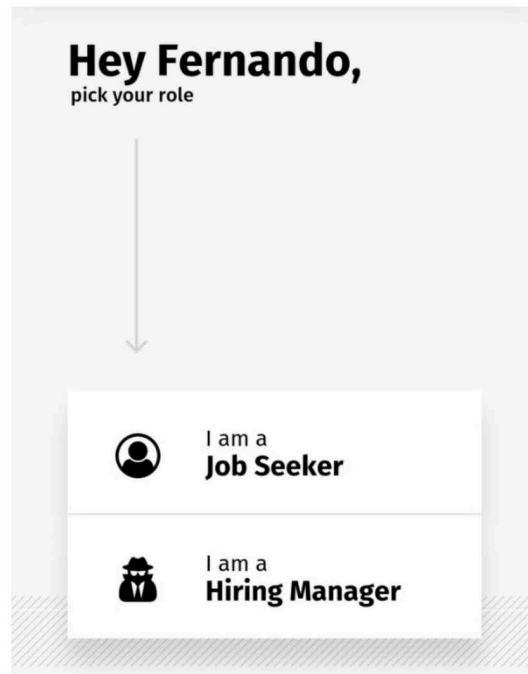 Hey Fernando,
pick your role
I am a
Job Seeker
I am a
Hiring Manager